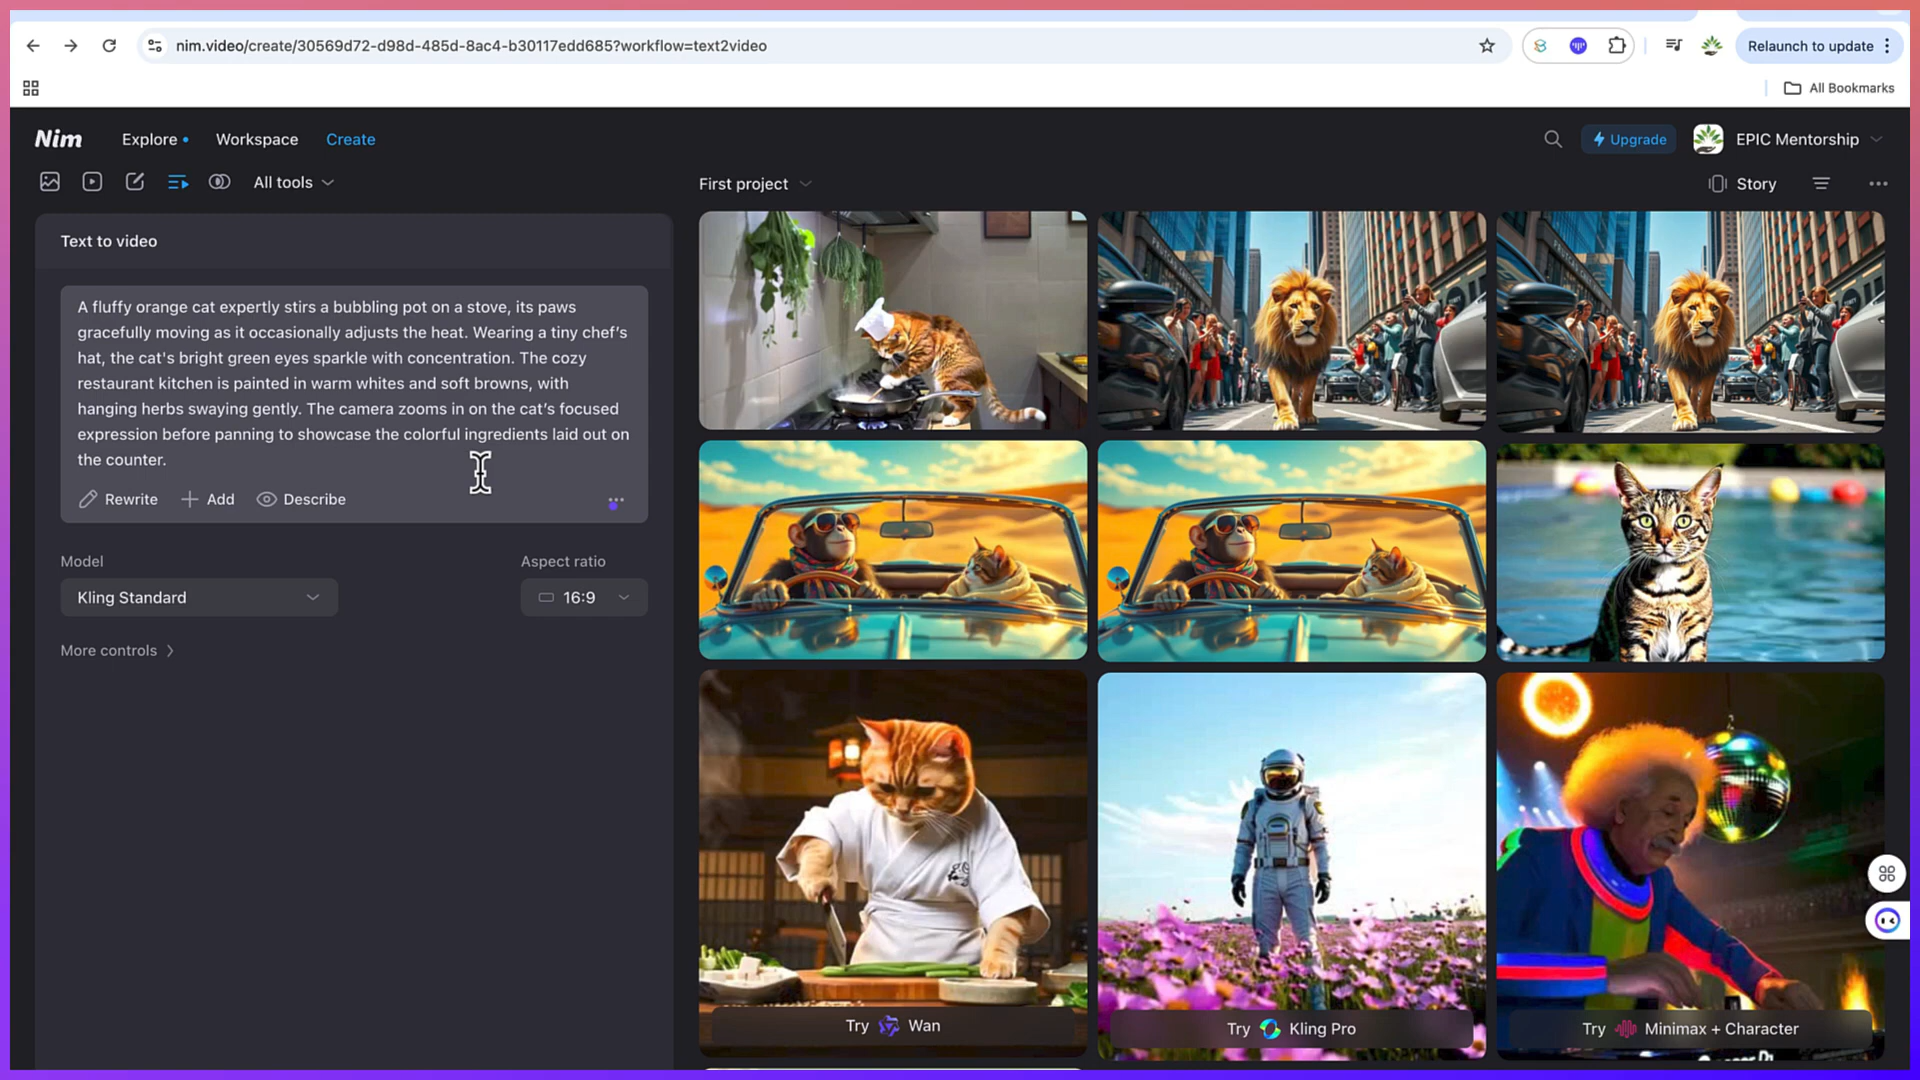 nim.video/create/30569d72-d98d-485d-8ac4-b30117edd685?workflow=text2video
Relaunch to update
All Bookmarks
Nim
Explore
Workspace
Create
Upgrade
EPIC Mentorship
All tools
First project
Story
Text to video
A fluffy orange cat expertly stirs a bubbling pot on a stove, its paws
gracefully moving as it occasionally adjusts the heat. Wearing a tiny chef's
hat, the cat's bright green eyes sparkle with concentration. The cozy
restaurant kitchen is painted in warm whites and soft browns, with
hanging herbs swaying gently. The camera zooms in on the cat's focused
expression before panning to showcase the colorful ingredients laid out on
the counter.
Rewrite
Add
Describe
Model
Aspect ratio
Kling Standard
16:9
More controls
Try Wan
Try Kling Pro
Try Minimax + Character